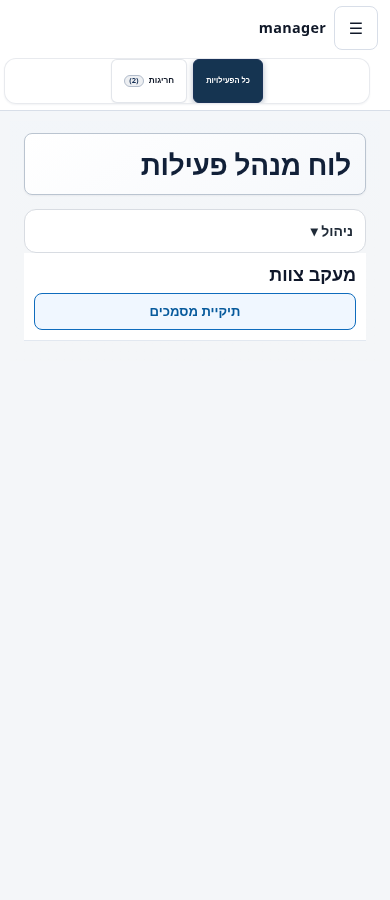 ☰ manager
כל הפעילויות
חריגות (2)
לוח מנהל פעילות
ניהול ▾
מעקב צוות
תיקיית מסמכים